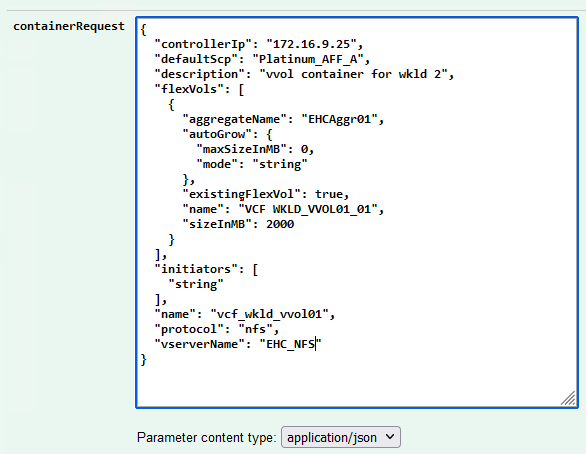 containerRequest
{
  "controllerIp": "172.16.9.25",
  "defaultScp": "Platinum_AFF_A",
  "description": "vvol container for wkld 2",
  "flexVols": [
    {
      "aggregateName": "EHCAggr01",
      "autoGrow": {
        "maxSizeInMB": 0,
        "mode": "string"
      },
      "existingFlexVol": true,
      "name": "VCF WKLD_VVOL01_01",
      "sizeInMB": 2000
    }
  ],
  "initiators": [
    "string"
  ],
  "name": "vcf_wkld_vvol01",
  "protocol": "nfs",
  "vserverName": "EHC_NFS"
}
Parameter content type: application/json